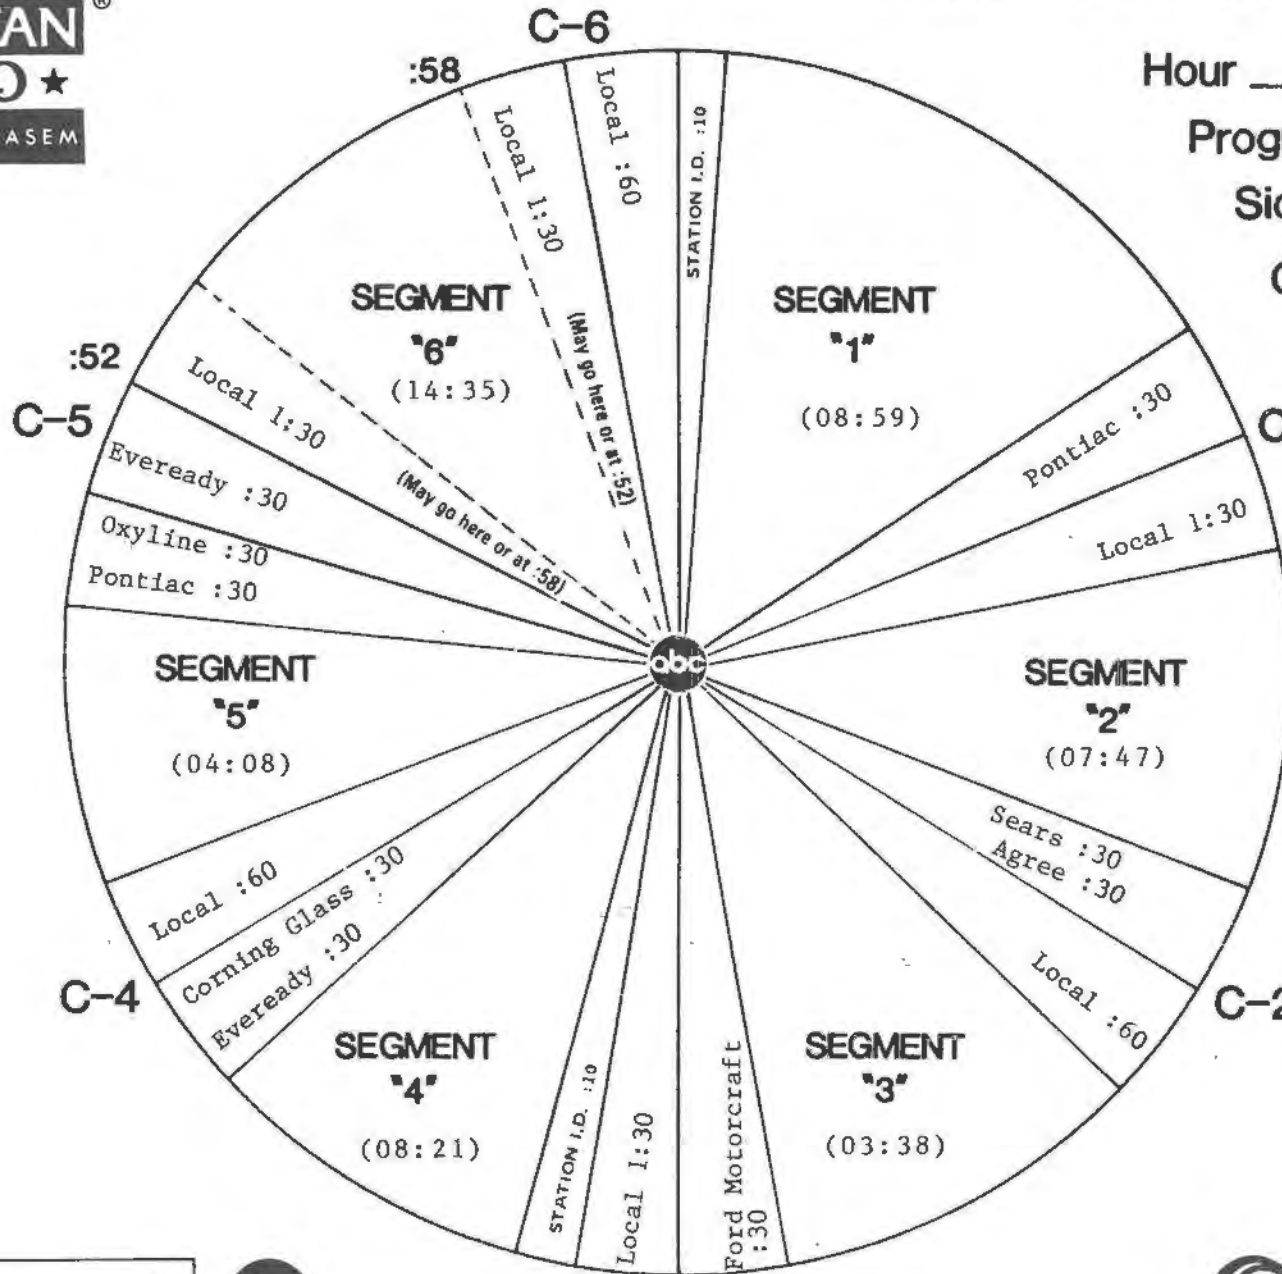 ®
ASEM
C-6
:58
Hour
Local 1:30
Local :60
STATION I.D. :10
SEGMENT
"6"
(14:35)
(May go here or at :52)
SEGMENT
"1"
(08:59)
:52
C-5
Local 1:30
(May go here or at :58)
Pontiac :30
Local 1:30
Eveready :30
Oxyline :30
Pontiac :30
abc
SEGMENT
"5"
(04:08)
SEGMENT
"2"
(07:47)
Sears :30
Agree :30
Local :60
C-2
Local :60
Corning Glass :30
Eveready :30
C-4
SEGMENT
"4"
(08:21)
STATION I.D. :10
Local 1:30
Ford Motorcraft
:30
SEGMENT
"3"
(03:38)